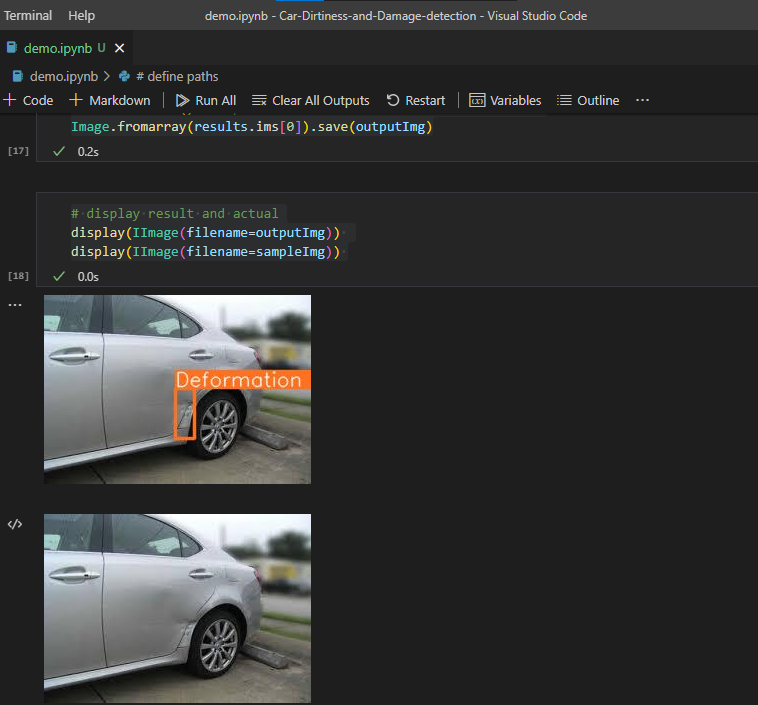 Terminal Help demo.ipynb - Car-Dirtiness-and-Damage-detection - Visual Studio Code
demo.ipynb U
demo.ipynb > # define paths
+ Code + Markdown Run All Clear All Outputs Restart Variables Outline ...
Image.fromarray(results.ims[0]).save(outputImg)
[17] 0.2s
# display result and actual
display(IImage(filename=outputImg))
display(IImage(filename=sampleImg))
[18] 0.0s
...
Deformation